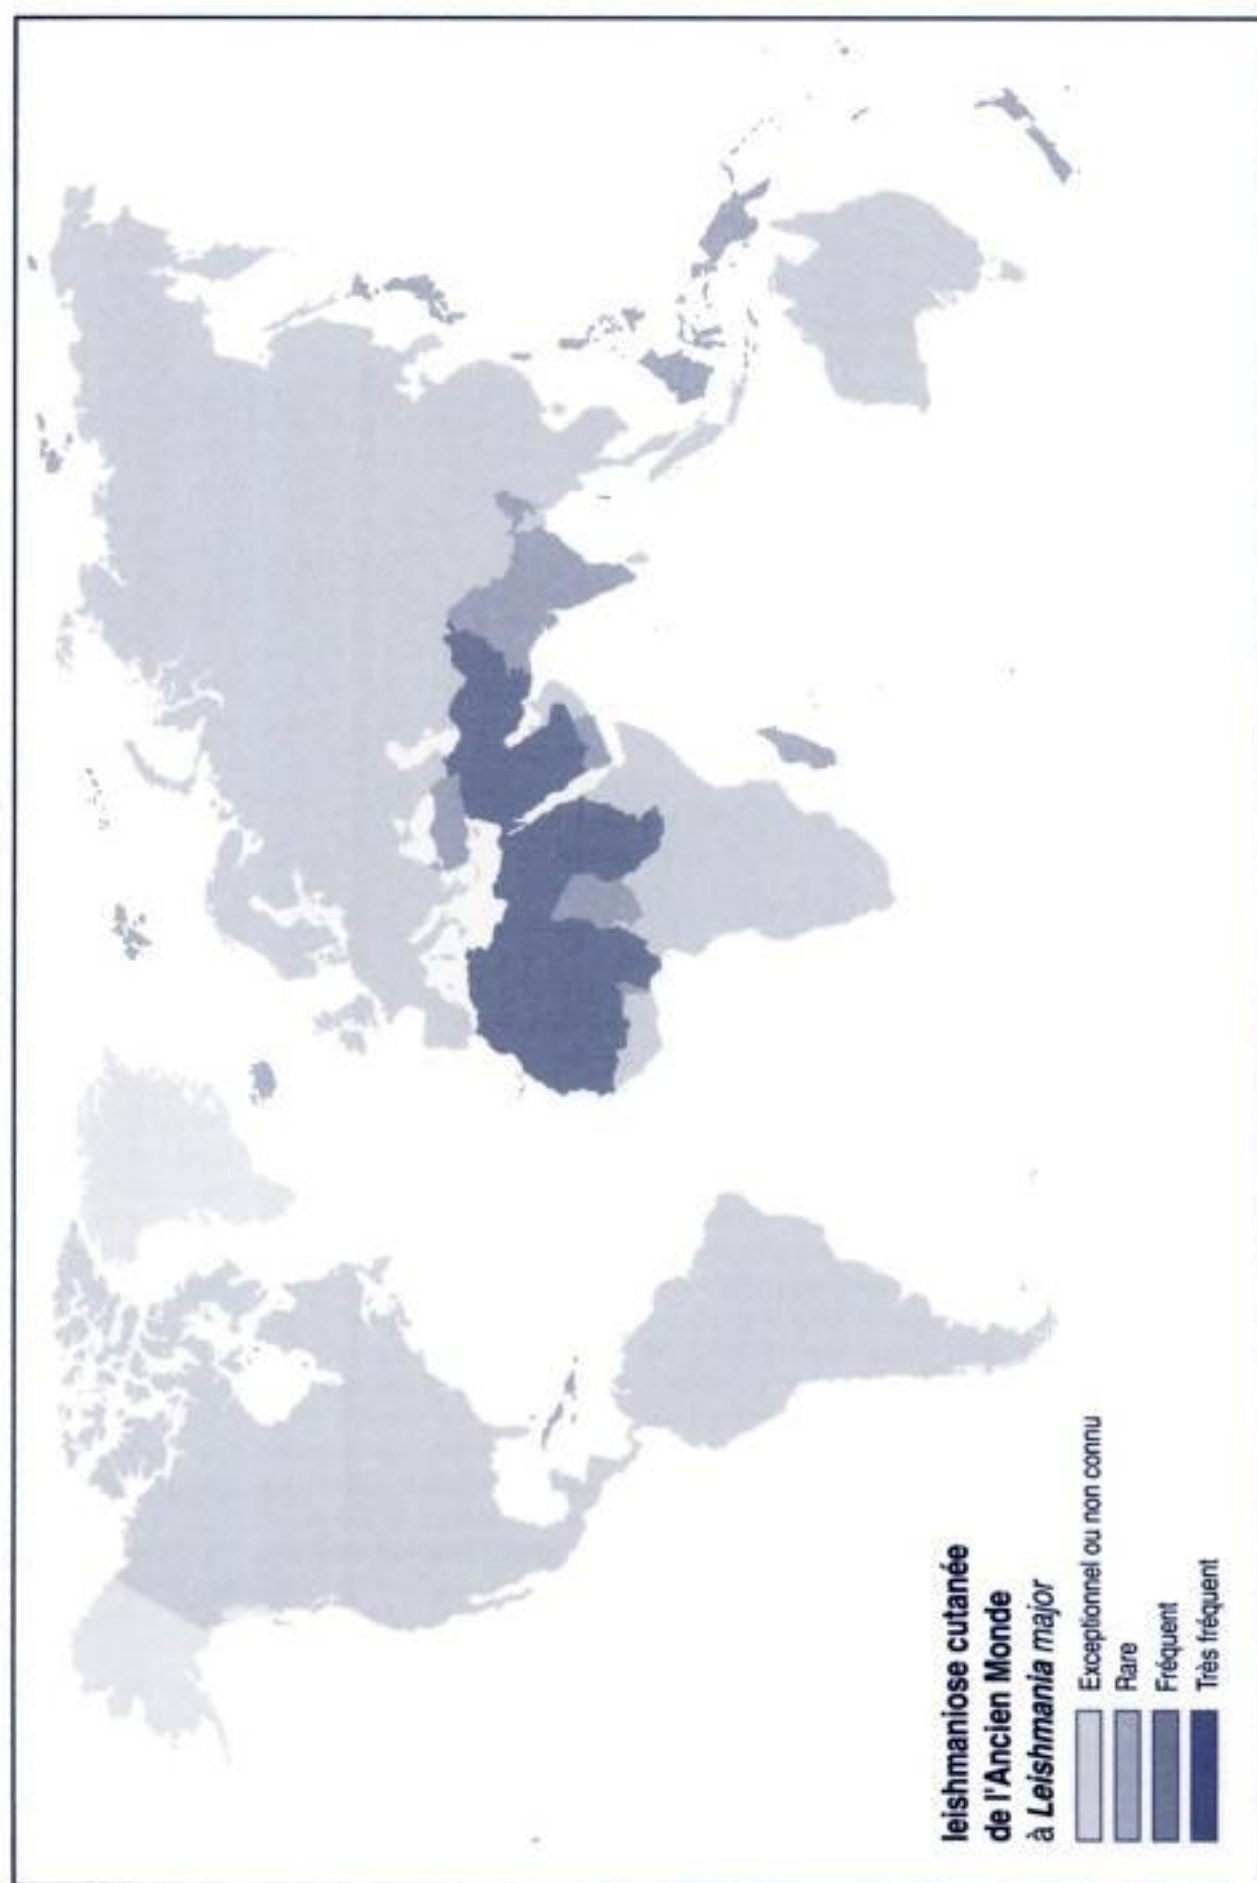 leishmaniose cutanée
de l'Ancien Monde
à Leishmania major
Exceptionnel ou non connu
Rare
Fréquent
Très fréquent